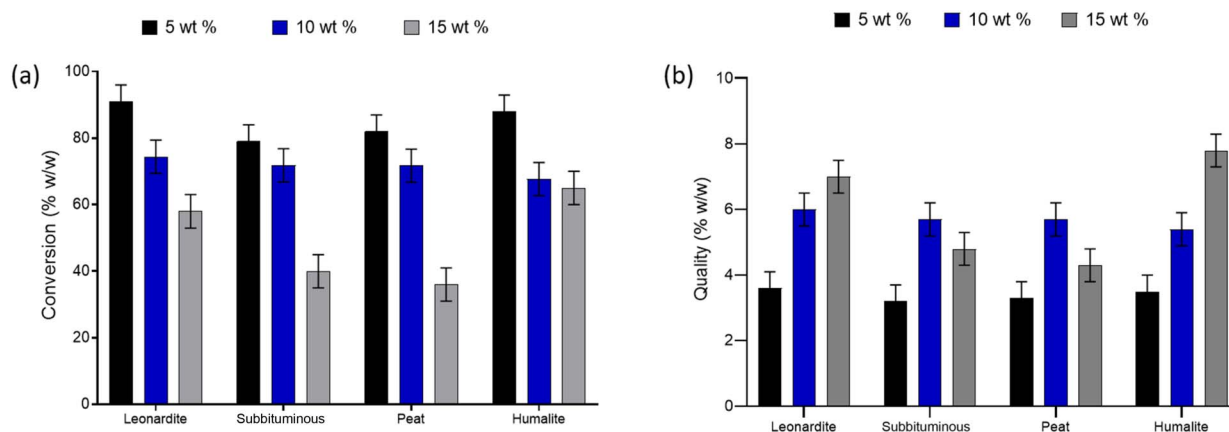 5 wt % 10 wt % 15 wt %
(a)
Conversion (% w/w)
100
80
60
40
20
0
Leonardite Subbituminous Peat Humalite
5 wt % 10 wt % 15 wt %
(b)
Quality (% w/w)
10
8
6
4
2
0
Leonardite Subbituminous Peat Humalite